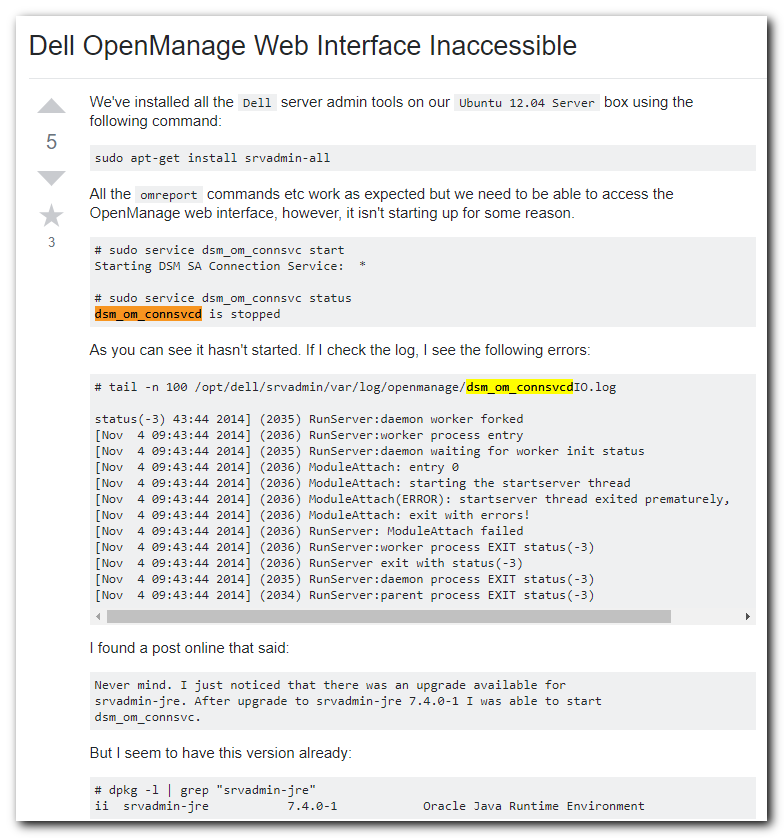 Dell OpenManage Web Interface Inaccessible
We've installed all the Dell server admin tools on our Ubuntu 12.04 Server box using the
following command:
5
sudo apt-get install srvadmin-all
All the omreport commands etc work as expected but we need to be able to access the
OpenManage web interface, however, it isn't starting up for some reason.
3
# sudo service dsm_om_connsvc start
Starting DSM SA Connection Service:  *
# sudo service dsm_om_connsvc status
dsm_om_connsvcd is stopped
As you can see it hasn't started. If I check the log, I see the following errors:
# tail -n 100 /opt/dell/srvadmin/var/log/openmanage/dsm_om_connsvcdIO.log
status(-3) 43:44 2014] (2035) RunServer:daemon worker forked
[Nov  4 09:43:44 2014] (2036) RunServer:worker process entry
[Nov  4 09:43:44 2014] (2035) RunServer:daemon waiting for worker init status
[Nov  4 09:43:44 2014] (2036) ModuleAttach: entry 0
[Nov  4 09:43:44 2014] (2036) ModuleAttach: starting the startserver thread
[Nov  4 09:43:44 2014] (2036) ModuleAttach(ERROR): startserver thread exited prematurely,
[Nov  4 09:43:44 2014] (2036) ModuleAttach: exit with errors!
[Nov  4 09:43:44 2014] (2036) RunServer: ModuleAttach failed
[Nov  4 09:43:44 2014] (2036) RunServer:worker process EXIT status(-3)
[Nov  4 09:43:44 2014] (2036) RunServer exit with status(-3)
[Nov  4 09:43:44 2014] (2035) RunServer:daemon process EXIT status(-3)
[Nov  4 09:43:44 2014] (2034) RunServer:parent process EXIT status(-3)
I found a post online that said:
Never mind. I just noticed that there was an upgrade available for
srvadmin-jre. After upgrade to srvadmin-jre 7.4.0-1 I was able to start
dsm_om_connsvc.
But I seem to have this version already:
# dpkg -l | grep "srvadmin-jre"
ii  srvadmin-jre           7.4.0-1            Oracle Java Runtime Environment